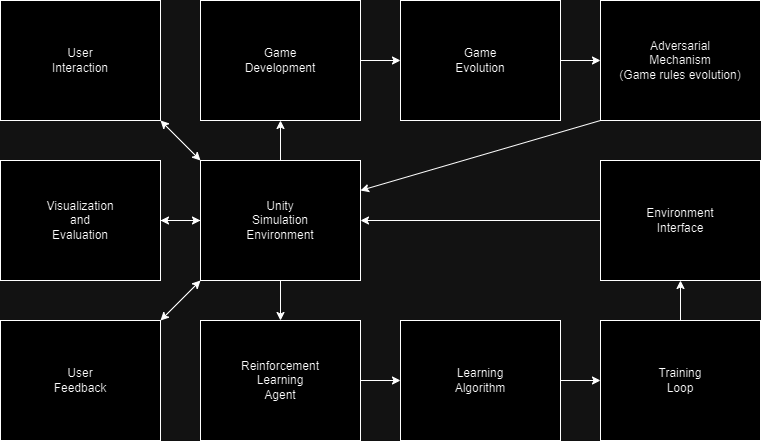 User
Interaction
Game
Development
Game
Evolution
Adversarial
Mechanism
(Game rules evolution)
Visualization
and
Evaluation
Unity
Simulation
Environment
Environment
Interface
User
Feedback
Reinforcement
Learning
Agent
Learning
Algorithm
Training
Loop